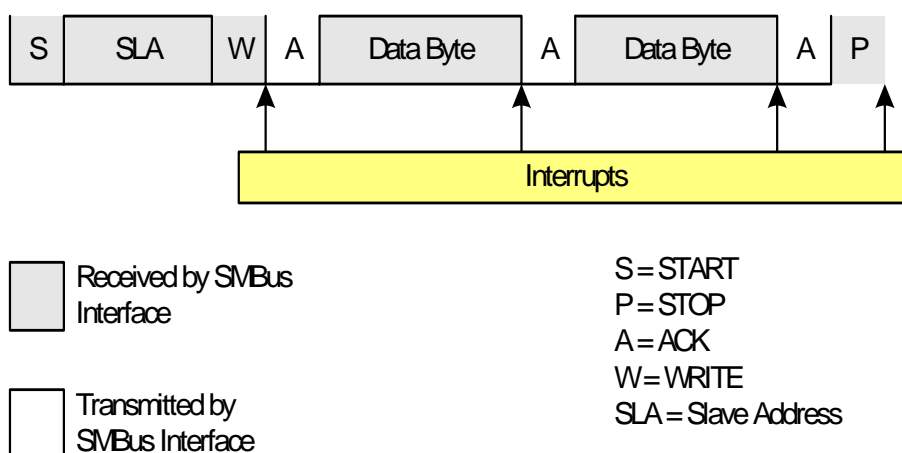 S SLA W A Data Byte A Data Byte A P
Interrupts
Received by SMBus
Interface
Transmitted by
SMBus Interface
S = START
P = STOP
A = ACK
W = WRITE
SLA = Slave Address